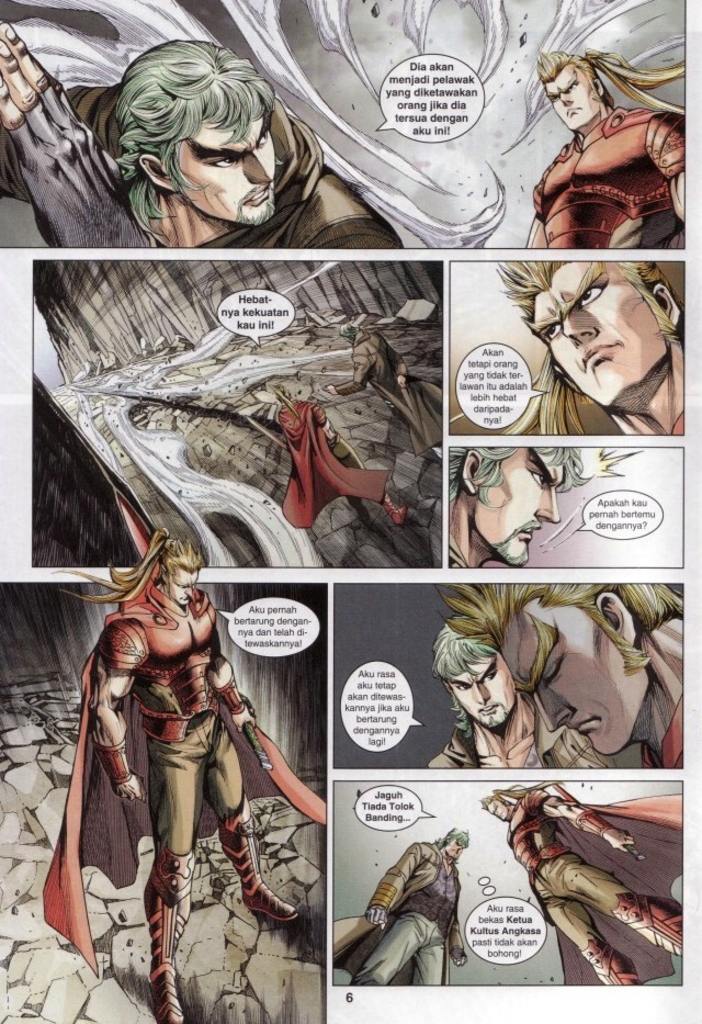 Dia akan
menjadi pelawak
yang diketawakan
orang jika dia
tersua dengan
aku ini!
Hebat-
nya kekuatan
kau ini!
Akan
tetapi orang
yang tidak ter-
lawan itu adalah
lebih hebat
daripada-
nya!
Apakah kau
pernah bertemu
dengannya?
Aku pernah
bertarung dengan-
nya dan telah di-
tewaskannya!
Aku rasa
aku tetap
akan ditewas-
kannya jika aku
bertarung
dengannya
lagi!
Jaguh
Tiada Tolok
Banding...
Aku rasa
bekas Ketua
Kultus Angkasa
pasti tidak akan
bohong!
6